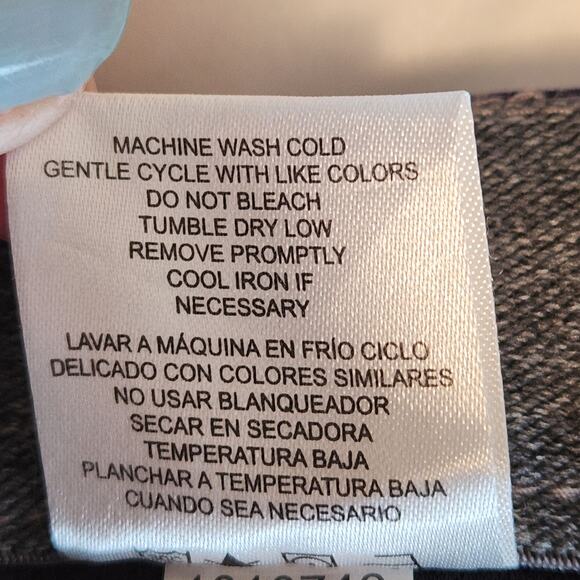 MACHINE WASH COLD
GENTLE CYCLE WITH LIKE COLORS
DO NOT BLEACH
TUMBLE DRY LOW
REMOVE PROMPTLY
COOL IRON IF
NECESSARY
LAVAR A MÁQUINA EN FRÍO CICLO
DELICADO CON COLORES SIMILARES
NO USAR BLANQUEADOR
SECAR EN SECADORA
TEMPERATURA BAJA
PLANCHAR A TEMPERATURA BAJA
CUANDO SEA NECESARIO